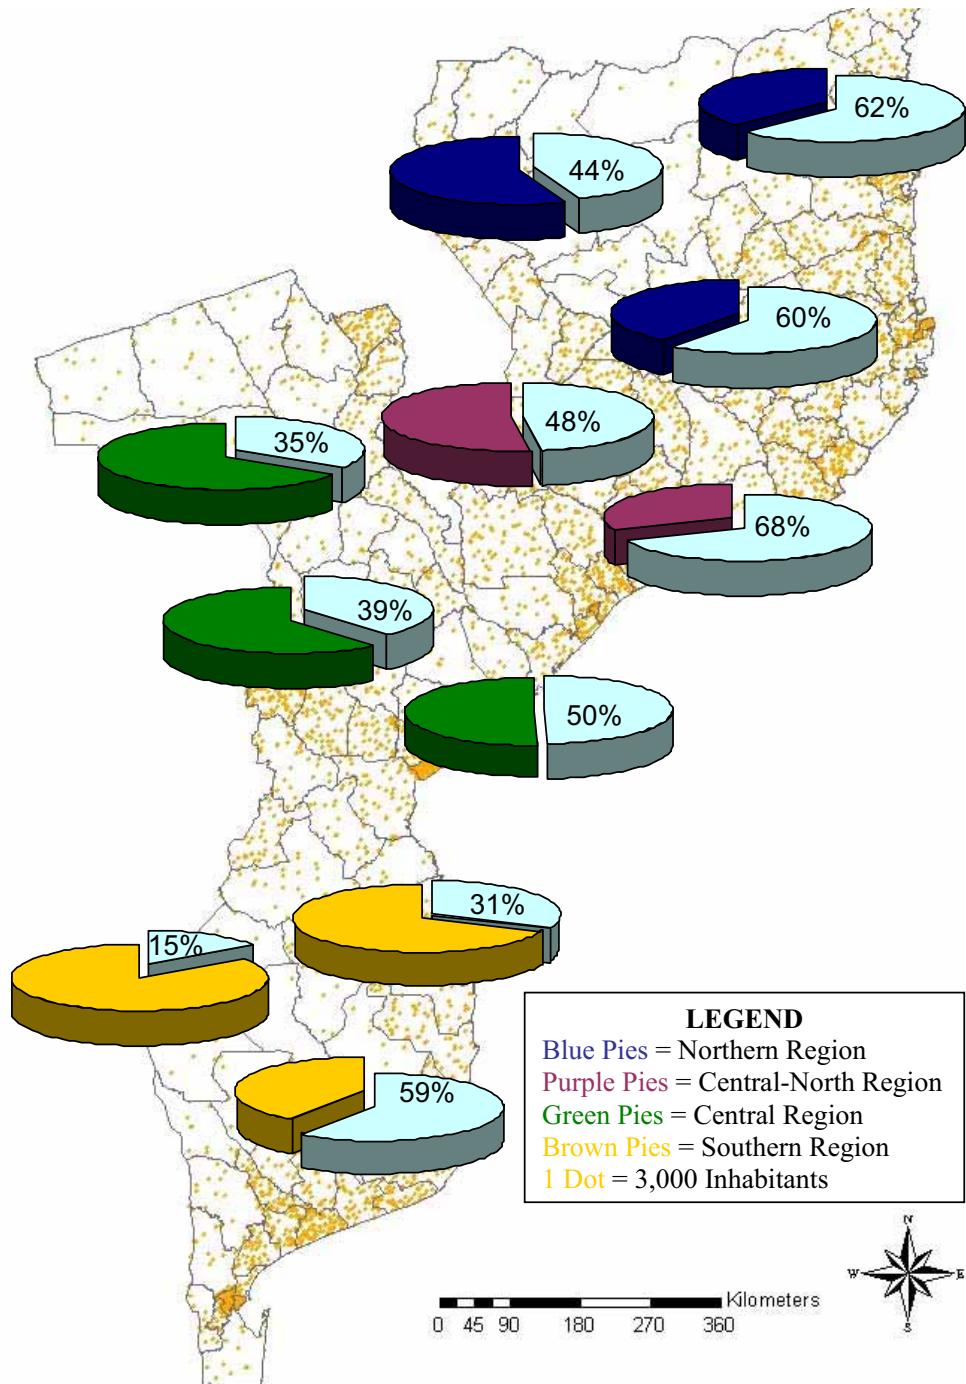 62%
44%
60%
48%
35%
68%
39%
50%
31%
15%
59%
LEGEND
Blue Pies = Northern Region
Purple Pies = Central-North Region
Green Pies = Central Region
Brown Pies = Southern Region
1 Dot = 3,000 Inhabitants
N
W E
S
Kilometers
0 45 90 180 270 360